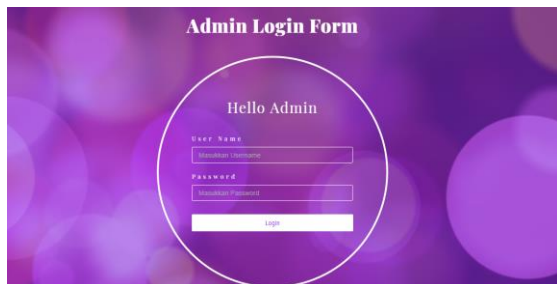 Admin Login Form
Hello Admin
User Name
Masukkan Username
Password
Masukkan Password
Login